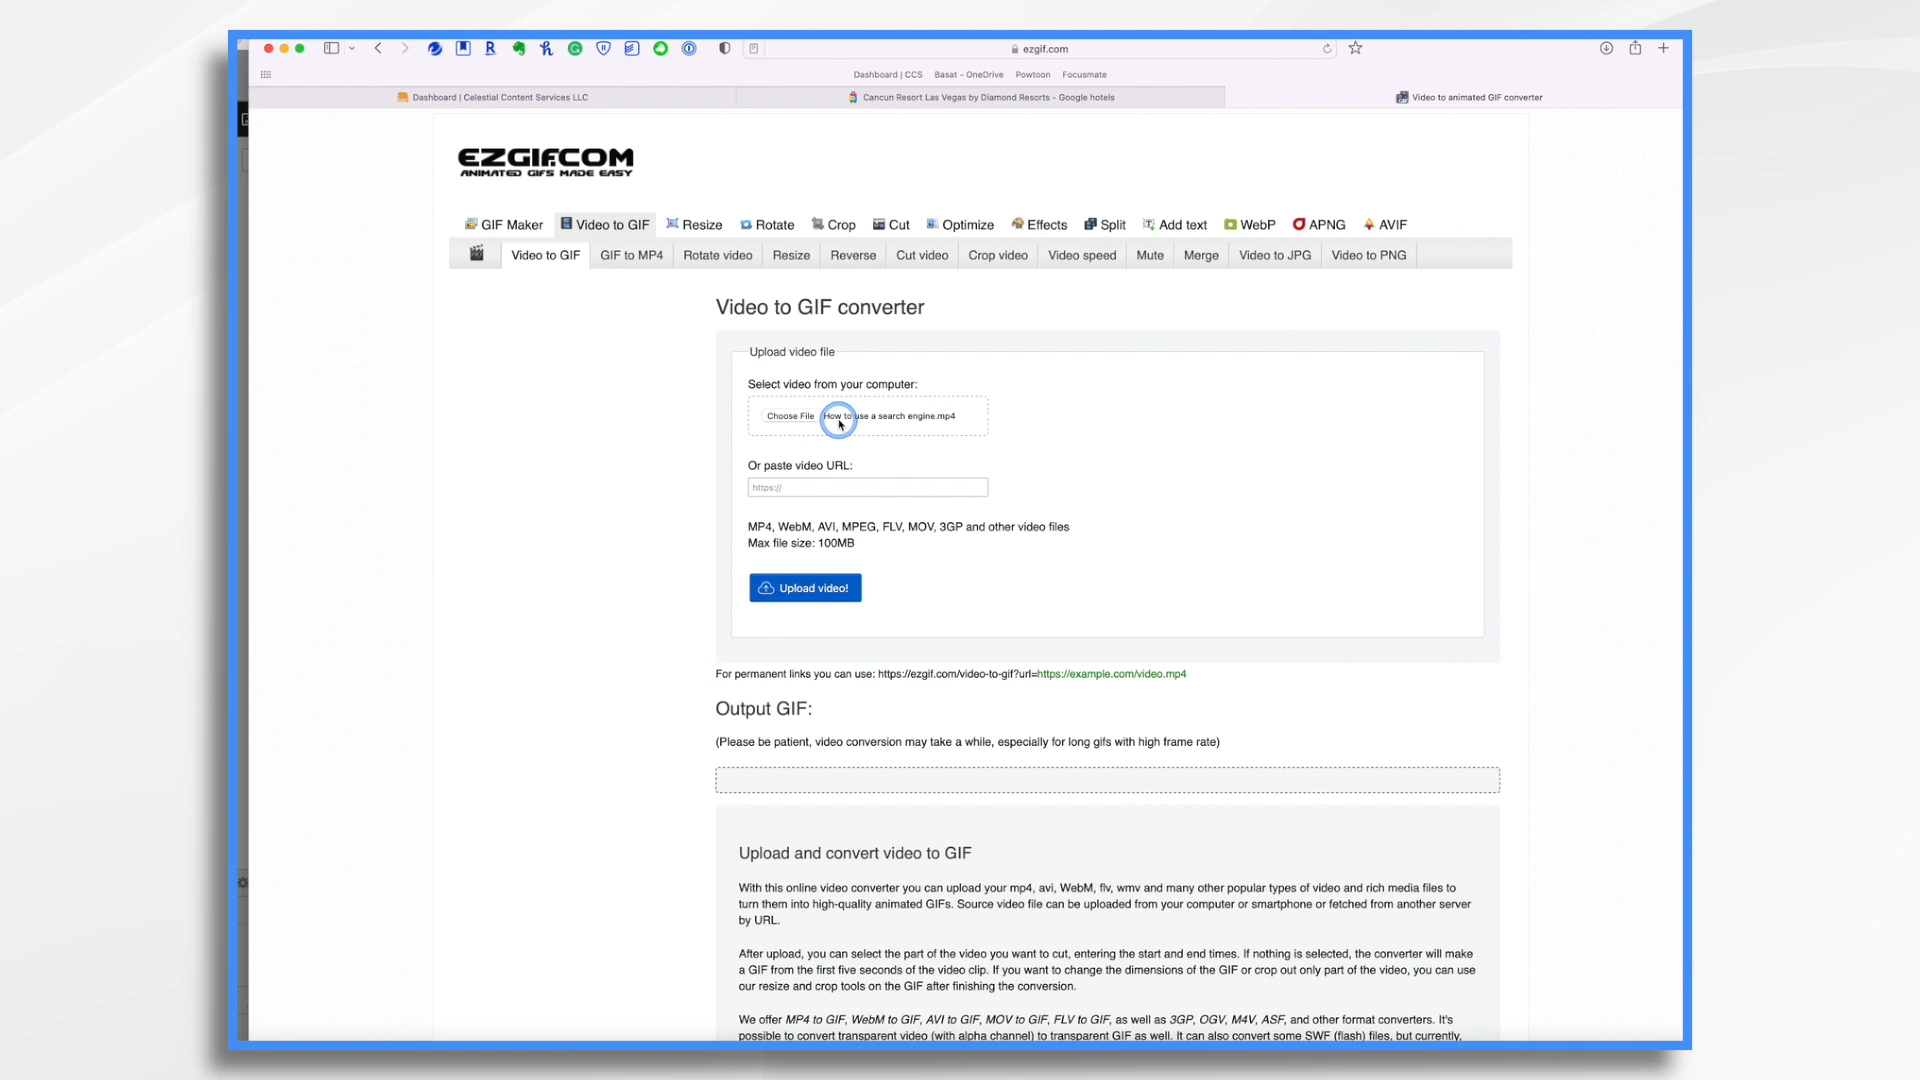 ezgif.com
Dashboard | CCS Basat - OneDrive Powtoon Focusmate
Dashboard | Celestial Content Services LLC Cancun Resort Las Vegas by Diamond Resorts - Google hotels Video to animated GIF converter
EZGIF.COM
ANIMATED GIFS MADE EASY
GIF Maker Video to GIF Resize Rotate Crop Cut Optimize Effects Split Add text WebP APNG AVIF
Video to GIF GIF to MP4 Rotate video Resize Reverse Cut video Crop video Video speed Mute Merge Video to JPG Video to PNG
Video to GIF converter
Upload video file
Select video from your computer:
Choose File How to use a search engine.mp4
Or paste video URL:
https://
MP4, WebM, AVI, MPEG, FLV, MOV, 3GP and other video files
Max file size: 100MB
Upload video!
For permanent links you can use: https://ezgif.com/video-to-gif?url=https://example.com/video.mp4
Output GIF:
(Please be patient, video conversion may take a while, especially for long gifs with high frame rate)
Upload and convert video to GIF
With this online video converter you can upload your mp4, avi, WebM, flv, wmv and many other popular types of video and rich media files to
turn them into high-quality animated GIFs. Source video file can be uploaded from your computer or smartphone or fetched from another server
by URL.
After upload, you can select the part of the video you want to cut, entering the start and end times. If nothing is selected, the converter will make
a GIF from the first five seconds of the video clip. If you want to change the dimensions of the GIF or crop out only part of the video, you can use
our resize and crop tools on the GIF after finishing the conversion.
We offer MP4 to GIF, WebM to GIF, AVI to GIF, MOV to GIF, FLV to GIF, as well as 3GP, OGV, M4V, ASF, and other format converters. It's
possible to convert transparent video (with alpha channel) to transparent GIF as well. It can also convert some SWF (flash) files, but currently,